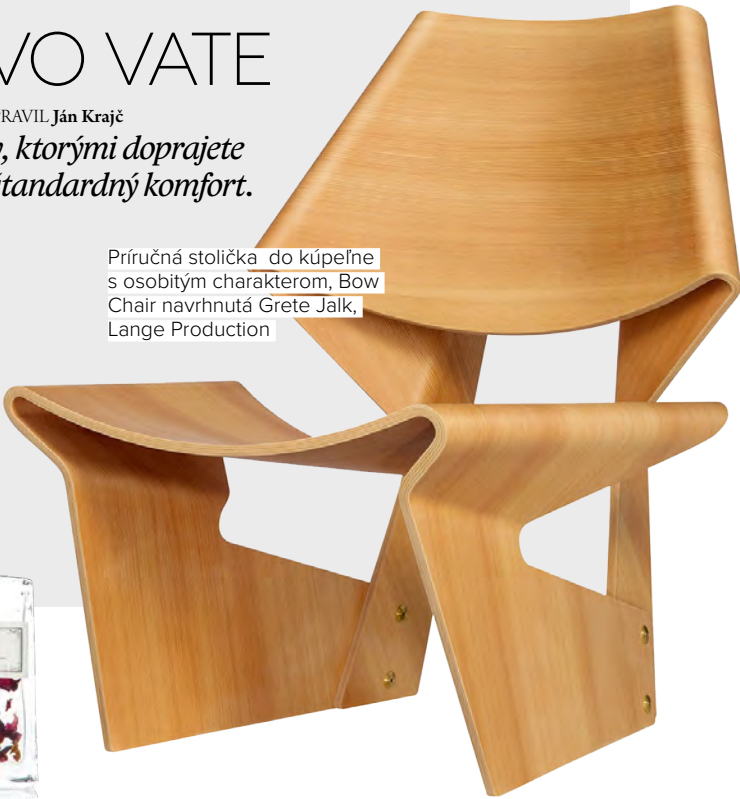 VO VATE
PRAVIL Ján Krajč
, ktorými doprajete
štandardný komfort.
Príručná stolička do kúpeľne
s osobitým charakterom, Bow
Chair navrhnutá Grete Jalk,
Lange Production